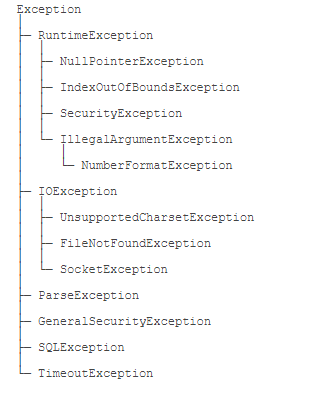 Exception
RuntimeException
NullPointerException
IndexOutOfBoundsException
SecurityException
IllegalArgumentException
NumberFormatException
IOException
UnsupportedCharsetException
FileNotFoundException
SocketException
ParseException
GeneralSecurityException
SQLException
TimeoutException